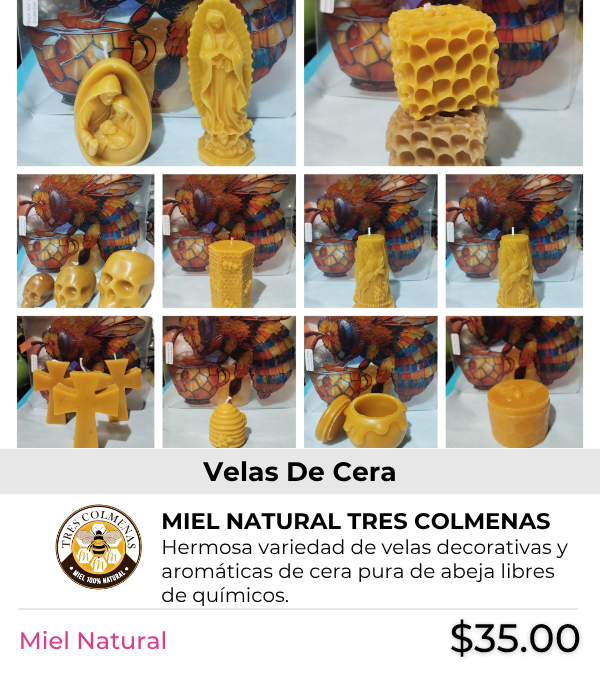 Velas De Cera
TRES COLMENAS
MIEL 100% NATURAL
MIEL NATURAL TRES COLMENAS
Hermosa variedad de velas decorativas y
aromáticas de cera pura de abeja libres
de químicos.
Miel Natural
$35.00